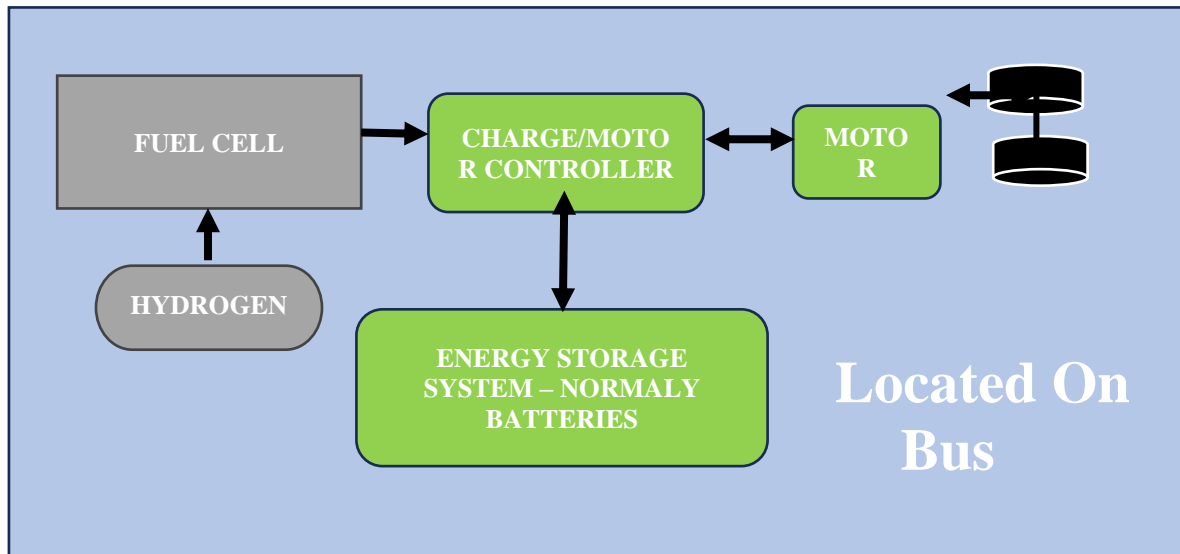 FUEL CELL
CHARGE/MOTO
R CONTROLLER
MOTO
R
HYDROGEN
ENERGY STORAGE
SYSTEM – NORMALY
BATTERIES
Located On
Bus